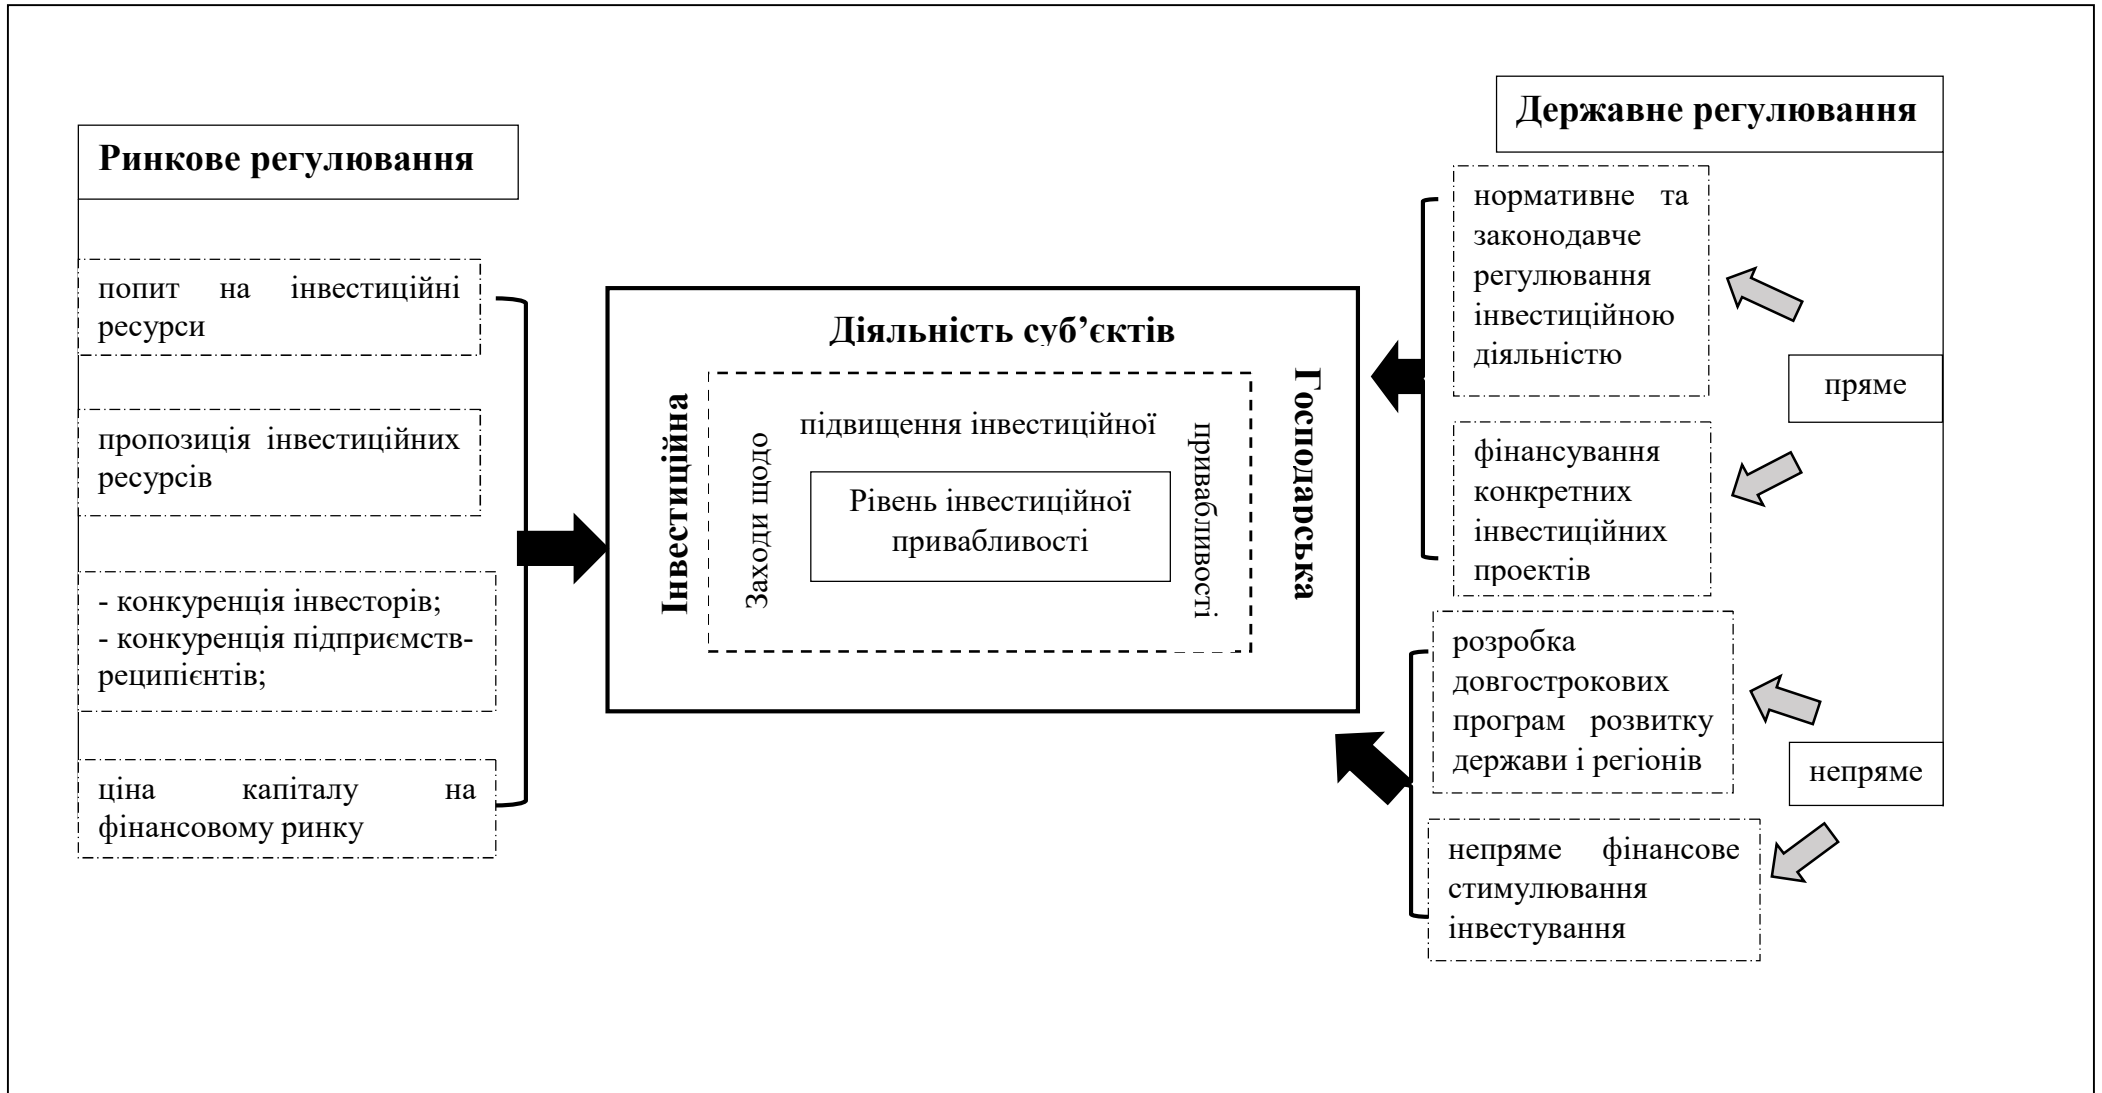 Ринкове регулювання
попит на інвестиційні
ресурси
пропозиція інвестиційних
ресурсів
- конкуренція інвесторів;
- конкуренція підприємств-
реципієнтів;
ціна капіталу на
фінансовому ринку
Діяльність суб’єктів
Інвестиційна
Заходи щодо
підвищення інвестиційної
привабливості
Рівень інвестиційної
привабливості
Господарська
Державне регулювання
нормативне та
законодавче
регулювання
інвестиційною
діяльністю
пряме
фінансування
конкретних
інвестиційних
проектів
розробка
довгострокових
програм розвитку
держави і регіонів
непряме
непряме фінансове
стимулювання
інвестування